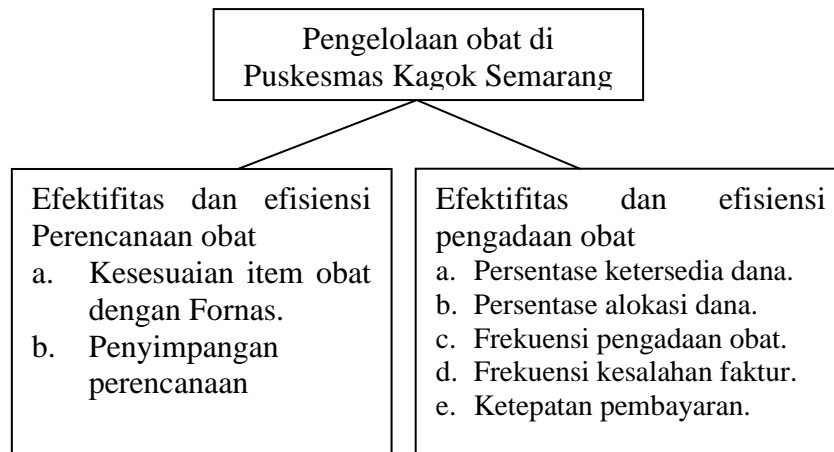 Pengelolaan obat di
Puskesmas Kagok Semarang
Efektifitas dan efisiensi
Perencanaan obat
a. Kesesuaian item obat
dengan Fornas.
b. Penyimpangan
perencanaan
Efektifitas dan efisiensi
pengadaan obat
a. Persentase ketersedia dana.
b. Persentase alokasi dana.
c. Frekuensi pengadaan obat.
d. Frekuensi kesalahan faktur.
e. Ketepatan pembayaran.